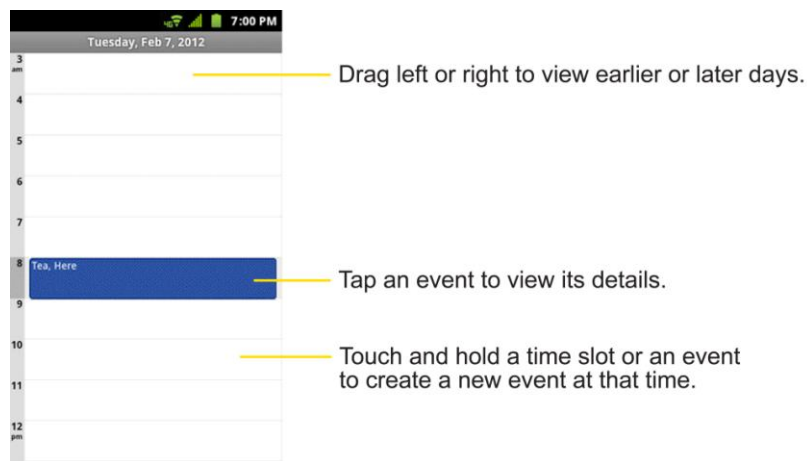 4G 7:00 PM
Tuesday, Feb 7, 2012
3
am
Drag left or right to view earlier or later days.
4
5
6
7
8
Tea, Here
Tap an event to view its details.
9
10
Touch and hold a time slot or an event
to create a new event at that time.
11
12
pm